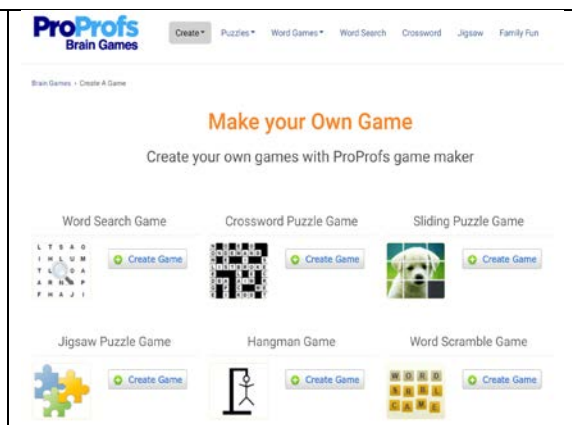 ProProfs
Brain Games
Create Puzzles Word Games Word Search Crossword Jigsaw Family Fun
Brain Games › Create A Game
Make your Own Game
Create your own games with ProProfs game maker
Word Search Game Crossword Puzzle Game Sliding Puzzle Game
Create Game Create Game Create Game
L T S A O
I H L U M
Jigsaw Puzzle Game Hangman Game Word Scramble Game
Create Game Create Game Create Game
W O R D
G A M E